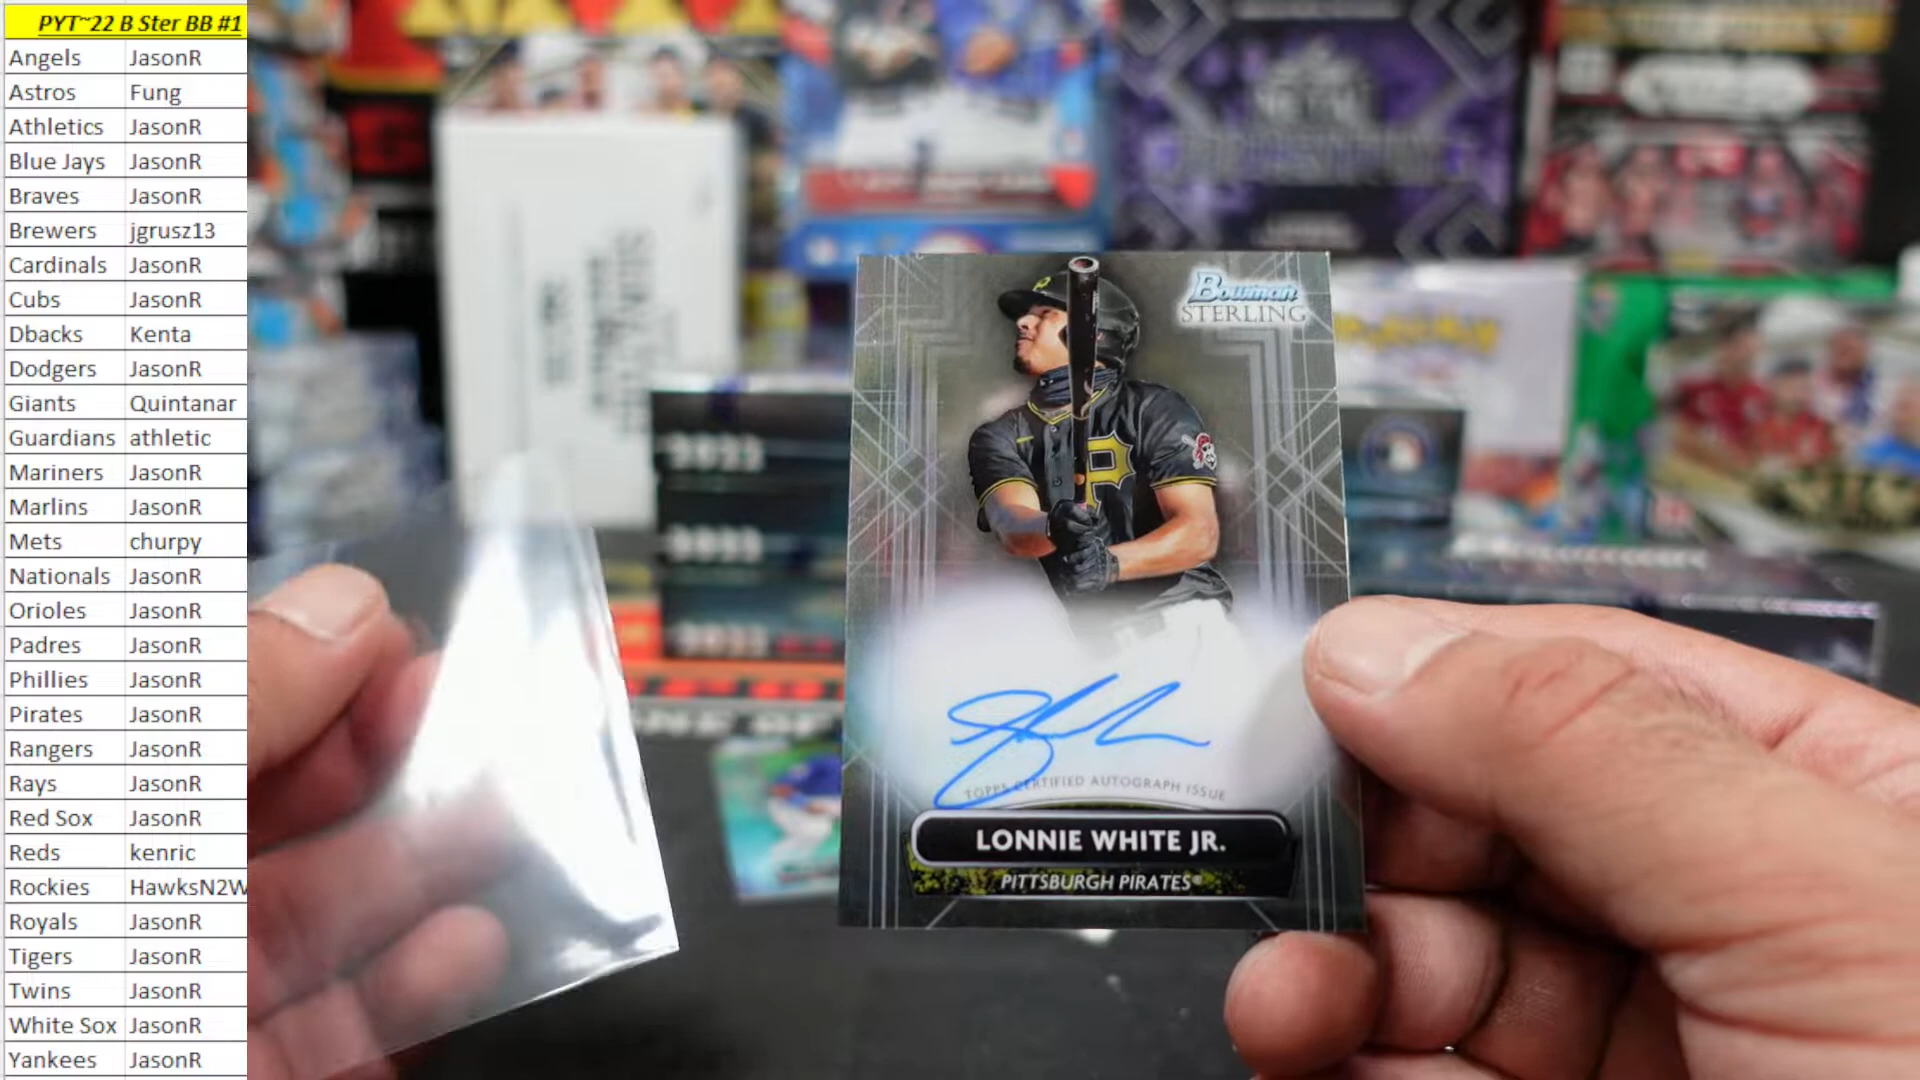 PYT~22 B Ster BB #1
Angels JasonR
Astros Fung
Athletics JasonR
Blue Jays JasonR
Braves JasonR
Brewers jgrusz13
Cardinals JasonR
Cubs JasonR
Dbacks Kenta
Dodgers JasonR
Giants Quintanar
Guardians athletic
Mariners JasonR
Marlins JasonR
Mets churpy
Nationals JasonR
Orioles JasonR
Padres JasonR
Phillies JasonR
Pirates JasonR
Rangers JasonR
Rays JasonR
Red Sox JasonR
Reds kenric
Rockies HawksN2W
Royals JasonR
Tigers JasonR
Twins JasonR
White Sox JasonR
Yankees JasonR
Bowman
STERLING
P
TOPPS CERTIFIED AUTOGRAPH ISSUE
LONNIE WHITE JR.
PITTSBURGH PIRATES®